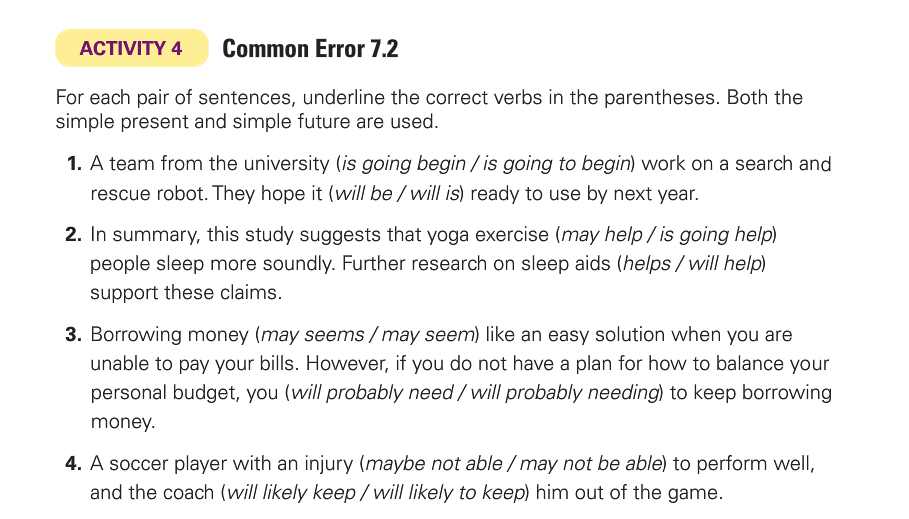 ACTIVITY 4 Common Error 7.2
For each pair of sentences, underline the correct verbs in the parentheses. Both the
simple present and simple future are used.
1. A team from the university (is going begin / is going to begin) work on a search and
rescue robot. They hope it (will be / will is) ready to use by next year.
2. In summary, this study suggests that yoga exercise (may help / is going help)
people sleep more soundly. Further research on sleep aids (helps / will help)
support these claims.
3. Borrowing money (may seems / may seem) like an easy solution when you are
unable to pay your bills. However, if you do not have a plan for how to balance your
personal budget, you (will probably need / will probably needing) to keep borrowing
money.
4. A soccer player with an injury (maybe not able / may not be able) to perform well,
and the coach (will likely keep / will likely to keep) him out of the game.